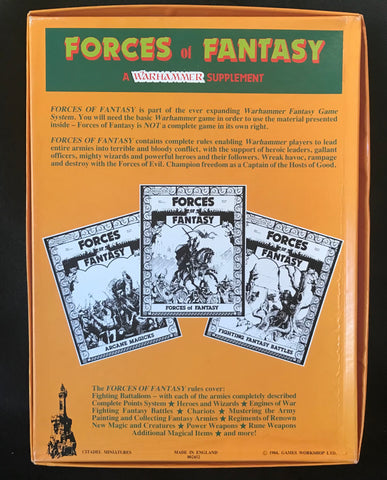 FORCES of FANTASY
A WARHAMMER SUPPLEMENT
FORCES OF FANTASY is part of the ever expanding Warhammer Fantasy Game
System. You will need the basic Warhammer game in order to use the material presented
inside – Forces of Fantasy is NOT a complete game in its own right.
FORCES OF FANTASY contains complete rules enabling Warhammer players to lead
entire armies into terrible and bloody conflict, with the support of heroic leaders, gallant
officers, mighty wizards and powerful heroes and their followers. Wreak havoc, rampage
and destroy with the Forces of Evil. Champion freedom as a Captain of the Hosts of Good.
FORCES
OF
FANTASY
ARCANE MAGICKS
FORCES
OF
FANTASY
FORCES of FANTASY
FORCES
OF
FANTASY
FIGHTING FANTASY BATTLES
The FORCES OF FANTASY rules cover:
Fighting Battalions – with each of the armies completely described
Complete Points System ★ Heroes and Wizards ★ Engines of War
Fighting Fantasy Battles ★ Chariots ★ Mustering the Army
Painting and Collecting Fantasy Armies ★ Regiments of Renown
New Magic and Creatures ★ Power Weapons ★ Rune Weapons
Additional Magical Items ★ and more!
CITADEL MINIATURES
MADE IN ENGLAND
002412
© 1984. GAMES WORKSHOP LTD.